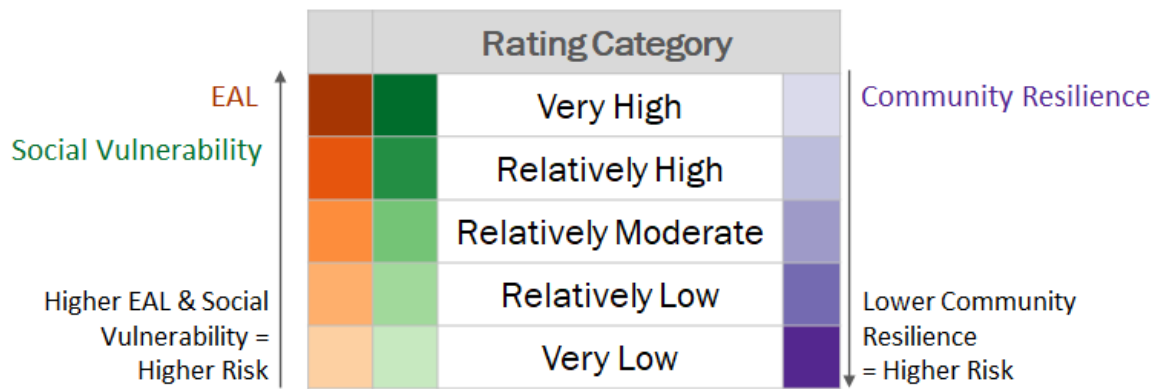 Rating Category
EAL
Social Vulnerability
Higher EAL & Social
Vulnerability =
Higher Risk
Very High
Relatively High
Relatively Moderate
Relatively Low
Very Low
Community Resilience
Lower Community
Resilience
= Higher Risk